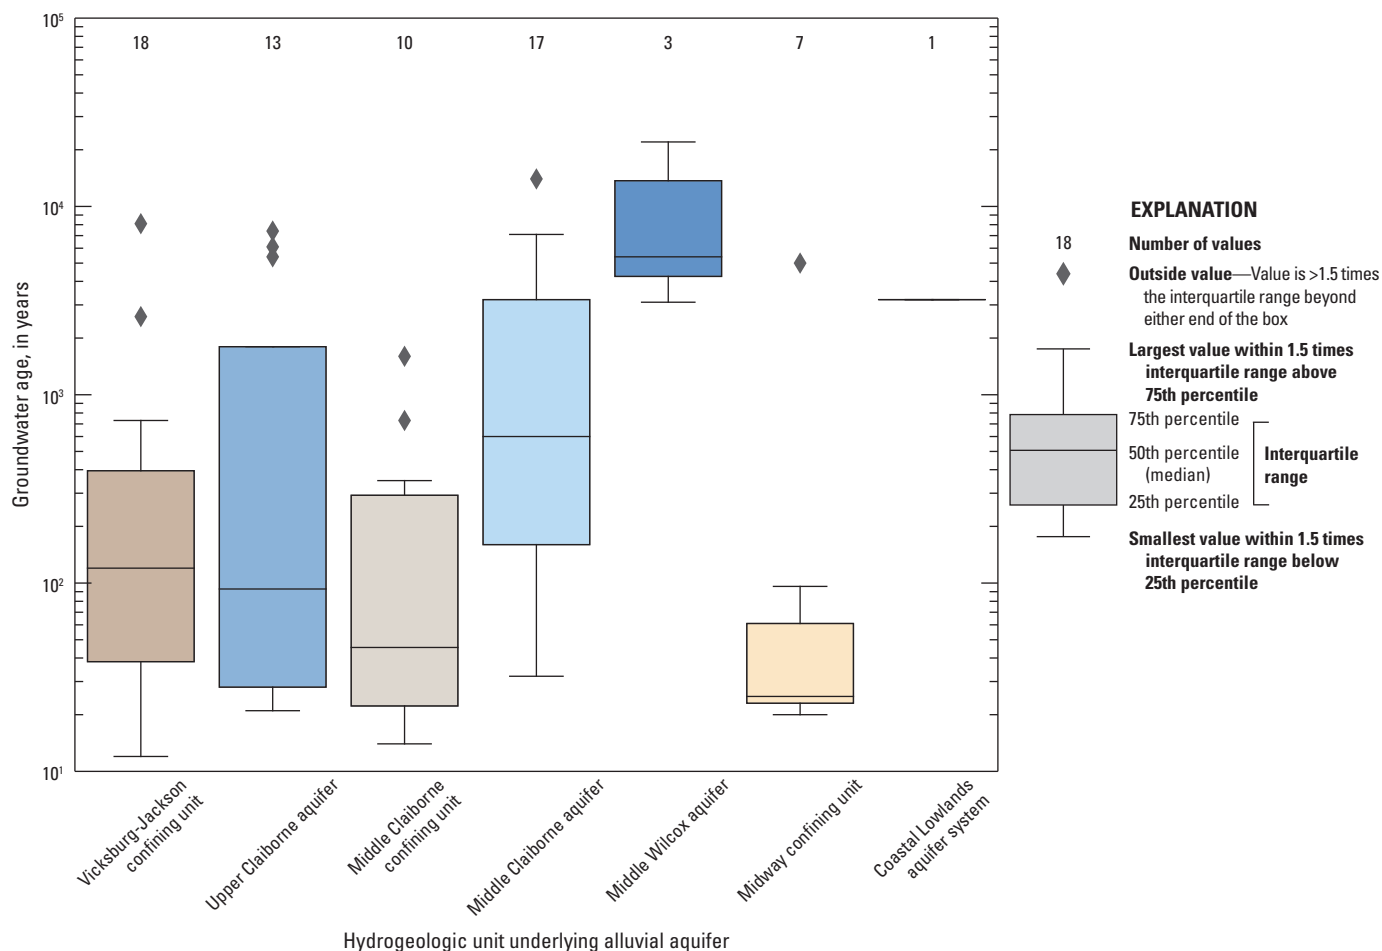 10⁵
10⁴
10³
10²
10¹
Groundwater age, in years
18 13 10 17 3 7 1
Vicksburg-Jackson
confining unit
Upper Claiborne aquifer
Middle Claiborne
confining unit
Middle Claiborne aquifer
Middle Wilcox aquifer
Midway confining unit
Coastal Lowlands
aquifer system
Hydrogeologic unit underlying alluvial aquifer
EXPLANATION
18 Number of values
Outside value—Value is >1.5 times
the interquartile range beyond
either end of the box
Largest value within 1.5 times
interquartile range above
75th percentile
75th percentile
50th percentile
(median)
25th percentile
Interquartile
range
Smallest value within 1.5 times
interquartile range below
25th percentile